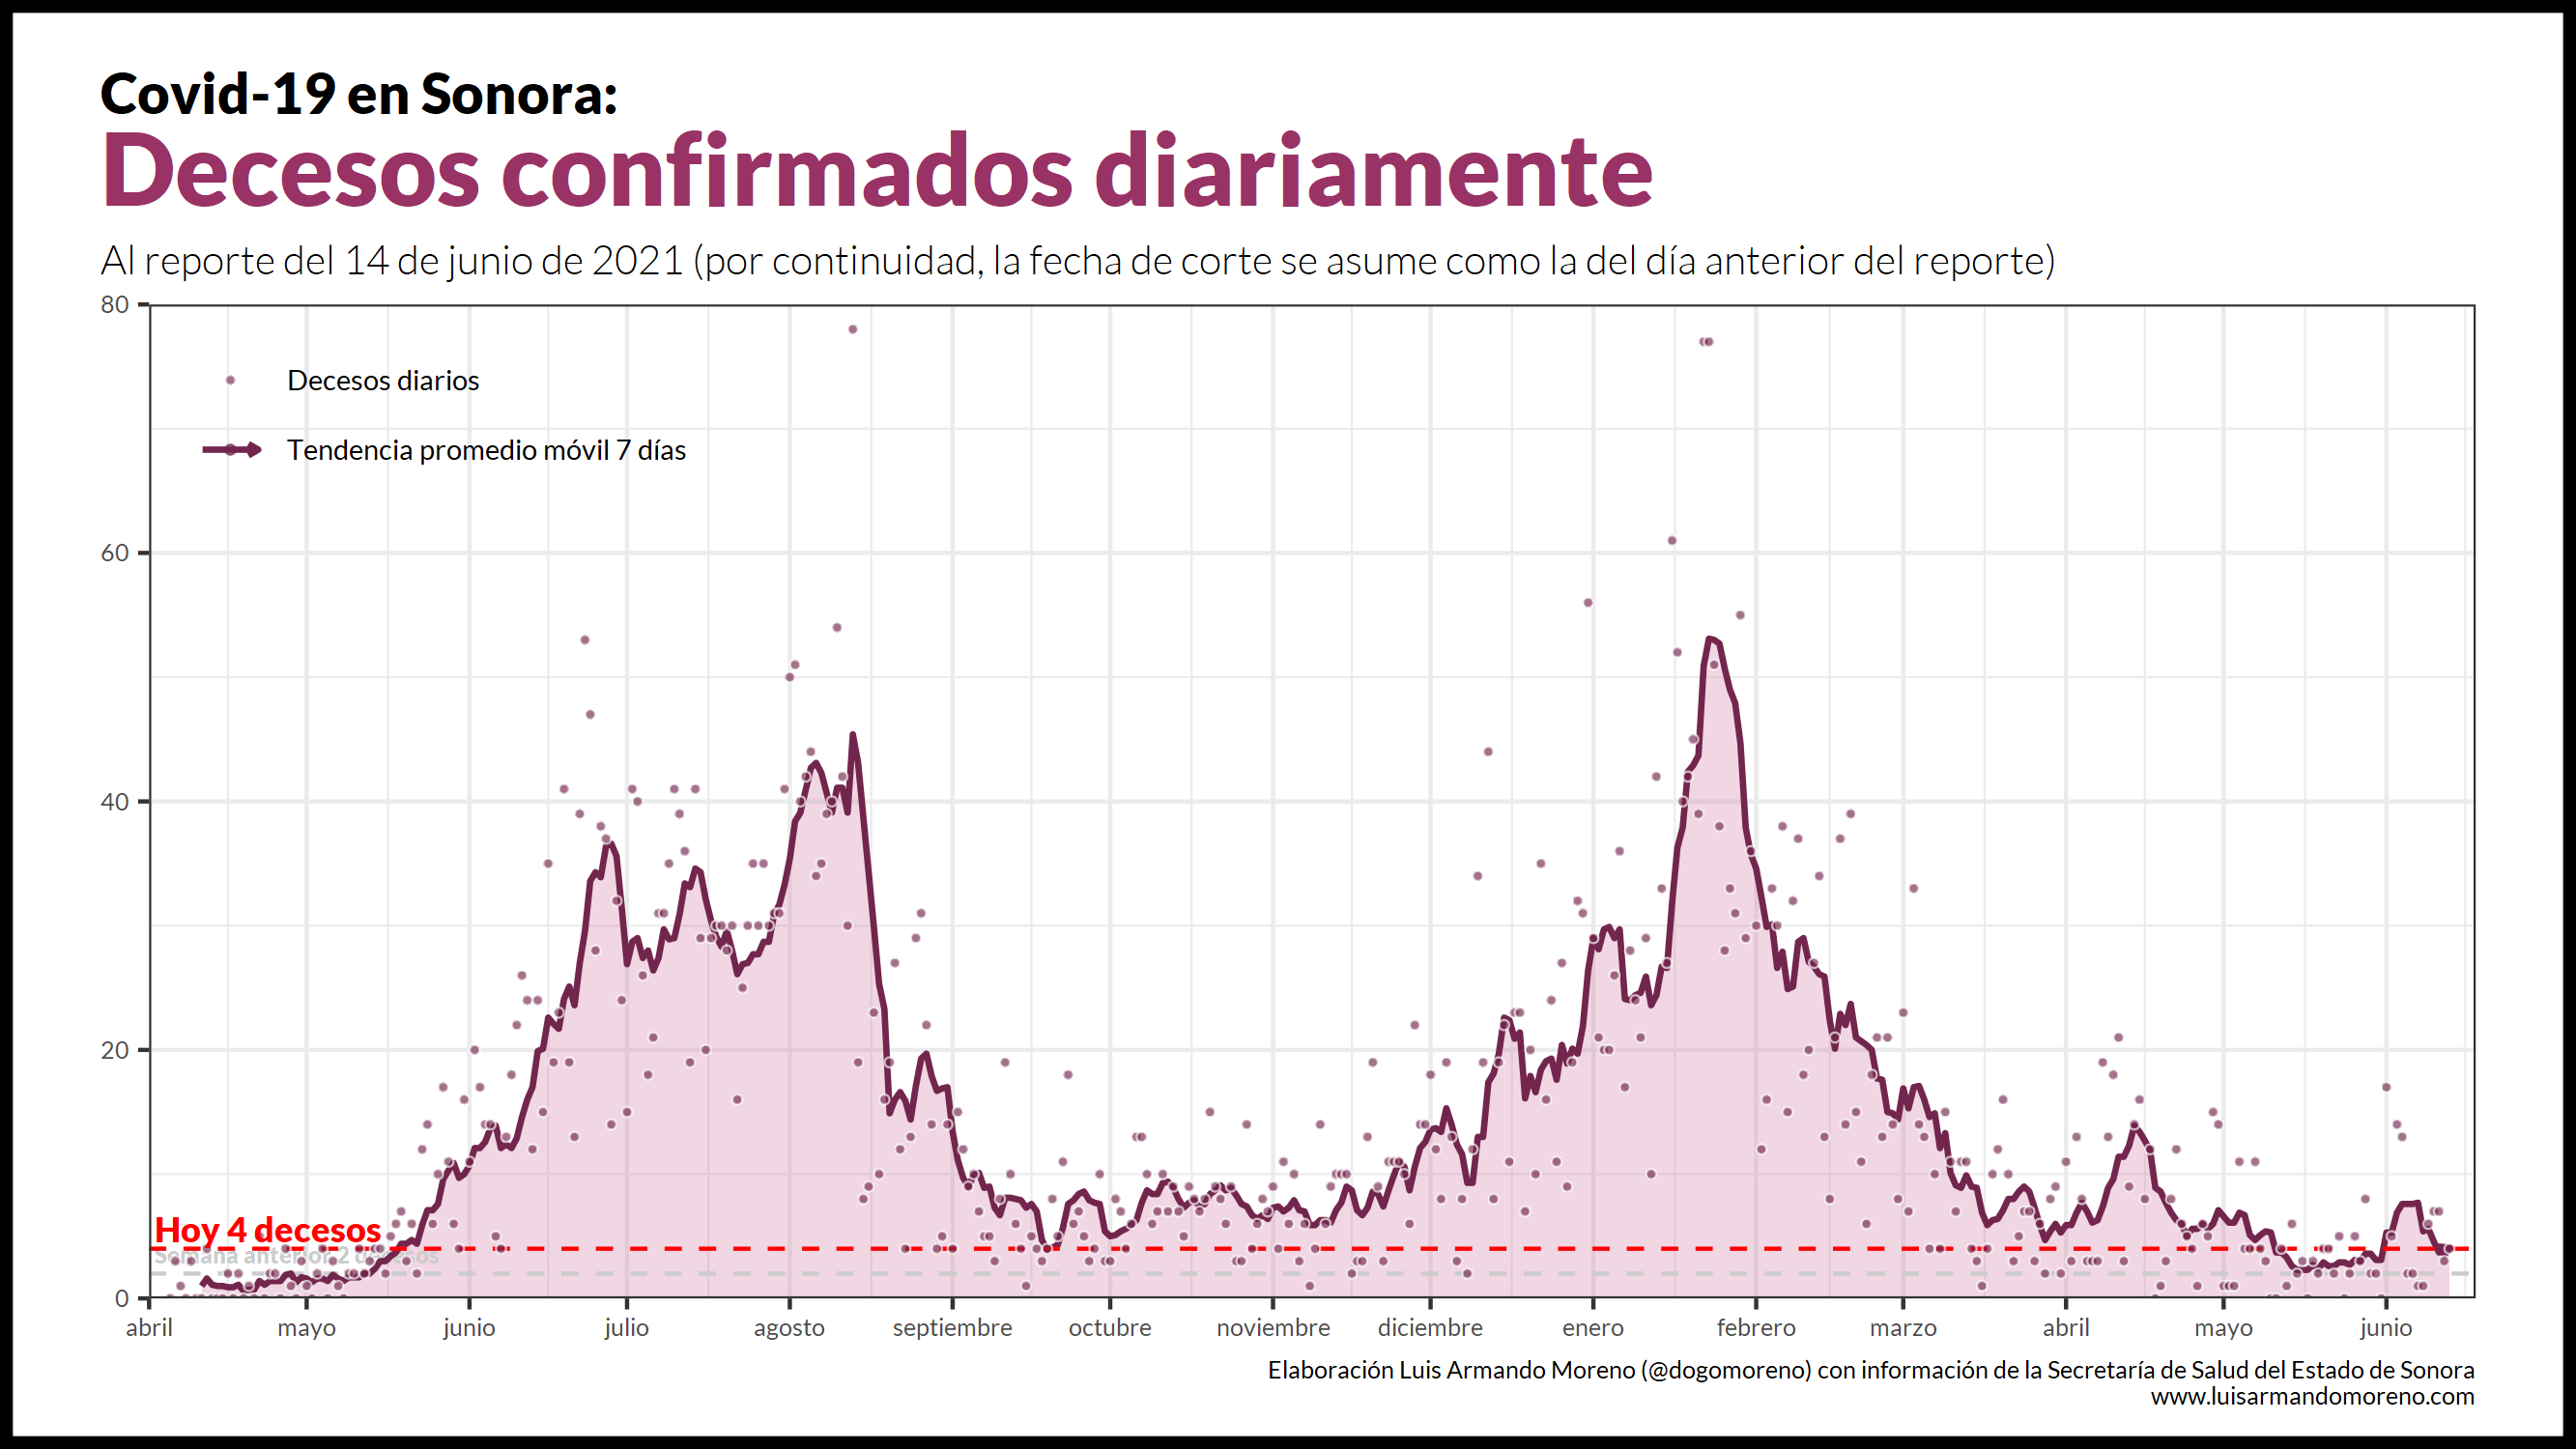 Covid-19 en Sonora:
Decesos confirmados diariamente
Al reporte del 14 de junio de 2021 (por continuidad, la fecha de corte se asume como la del día anterior del reporte)
80
60
40
20
0
Decesos diarios
Tendencia promedio móvil 7 días
Hoy 4 decesos
Semana anterior 2 decesos
abril mayo junio julio agosto septiembre octubre noviembre diciembre enero febrero marzo abril mayo junio
Elaboración Luis Armando Moreno (@dogomoreno) con información de la Secretaría de Salud del Estado de Sonora
www.luisarmandomoreno.com